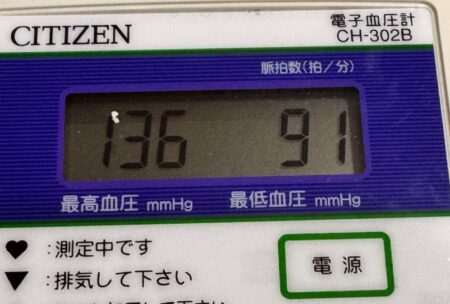 CITIZEN
電子血圧計
CH-302B
脈拍数(拍/分)
136 91
最高血圧 mmHg 最低血圧 mmHg
♥ :測定中です
▼ :排気して下さい
電源